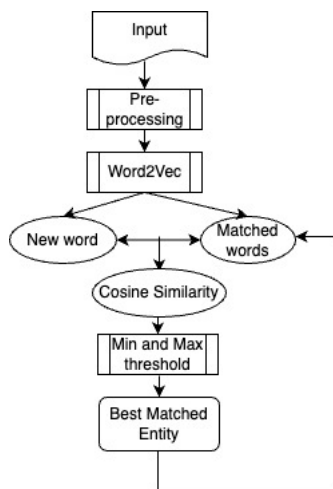 Input
Pre-
processing
Word2Vec
New word
Matched
words
Cosine Similarity
Min and Max
threshold
Best Matched
Entity